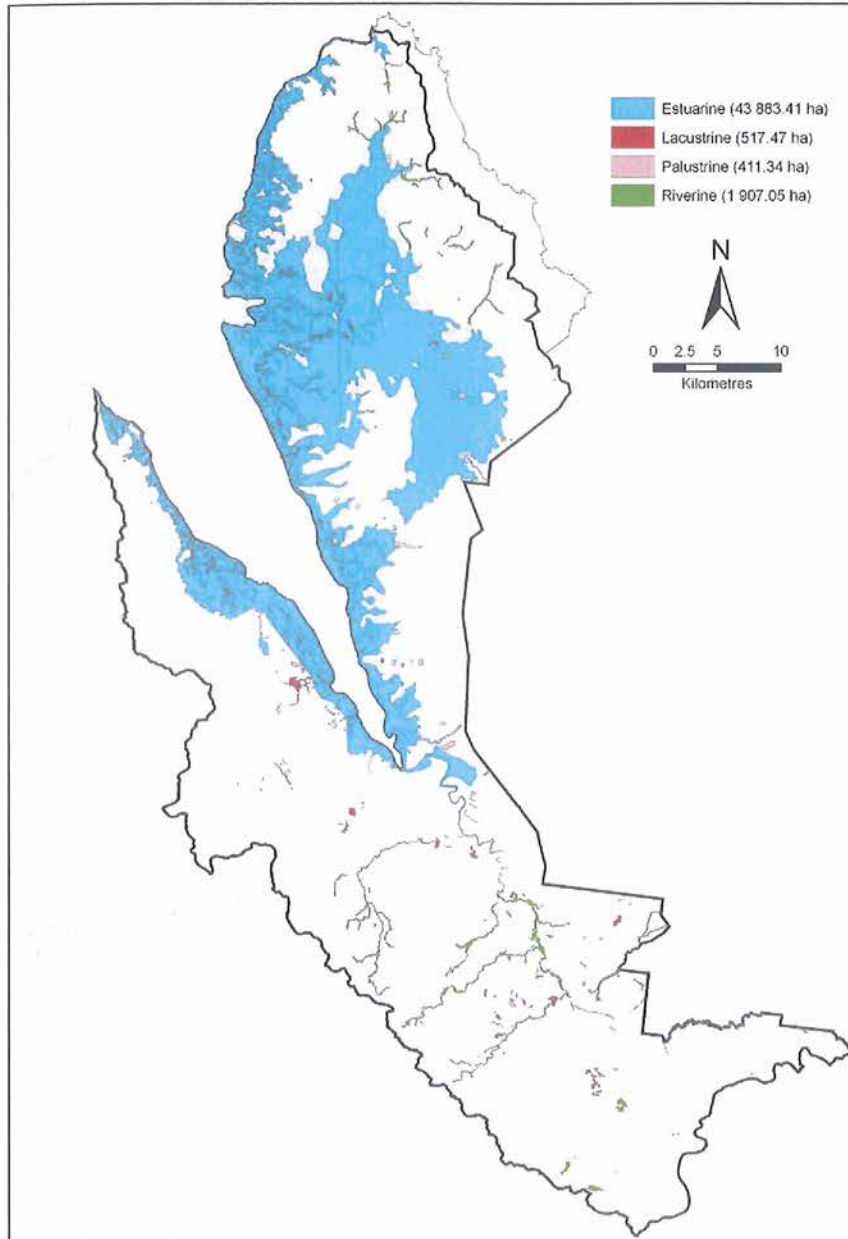 Estuarine (43 883.41 ha)
Lacustrine (517.47 ha)
Palustrine (411.34 ha)
Riverine (1 907.05 ha)
N
0 2.5 5 10
Kilometres